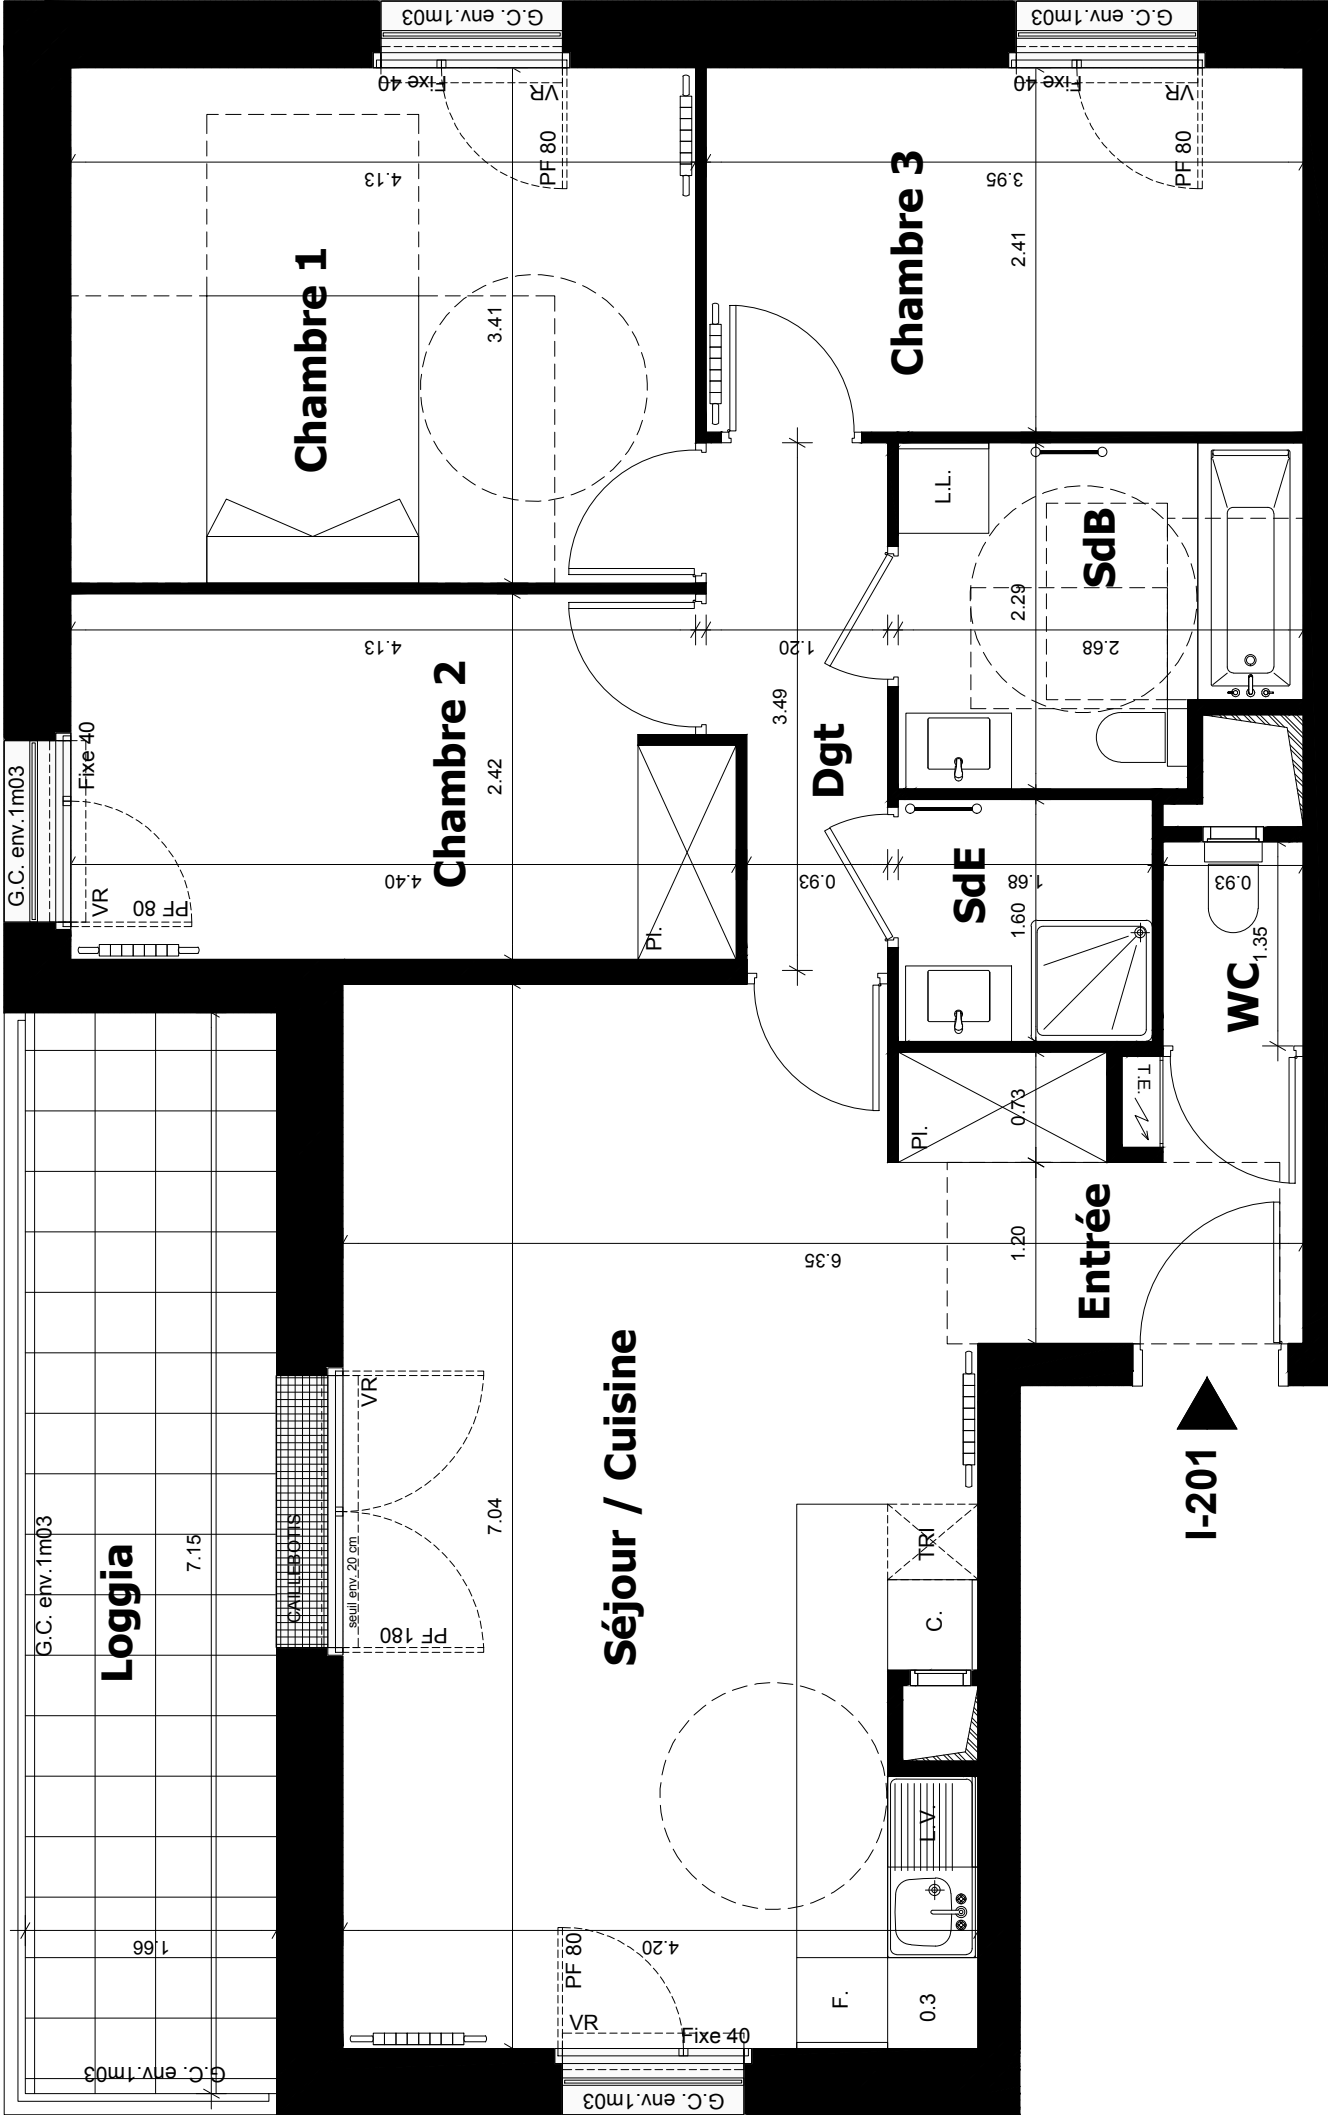 G.C. env.1m03
G.C. env.1m03
Fixe 40
VR
PF 80
Fixe 40
VR
PF 80
4.13
3.95
Chambre 1
3.41
Chambre 3
2.41
L.L.
SdB
2.29
2.68
4.13
1.20
3.49
Dgt
Chambre 2
2.42
G.C. env.1m03
Fixe 40
VR
PF 80
4.40
Pl.
0.93
SdE
1.68
1.60
0.93
1.35
WC
Pl.
0.73
T.E.
Entrée
1.20
6.35
I-201
Séjour / Cuisine
7.04
VR
seuil env. 20 cm
PF 180
CAILLEBOTIS
G.C. env.1m03
Loggia
7.15
1.66
G.C. env.1m03
TRI
C.
L.V.
F.
0.3
4.20
PF 80
VR
Fixe 40
G.C. env.1m03